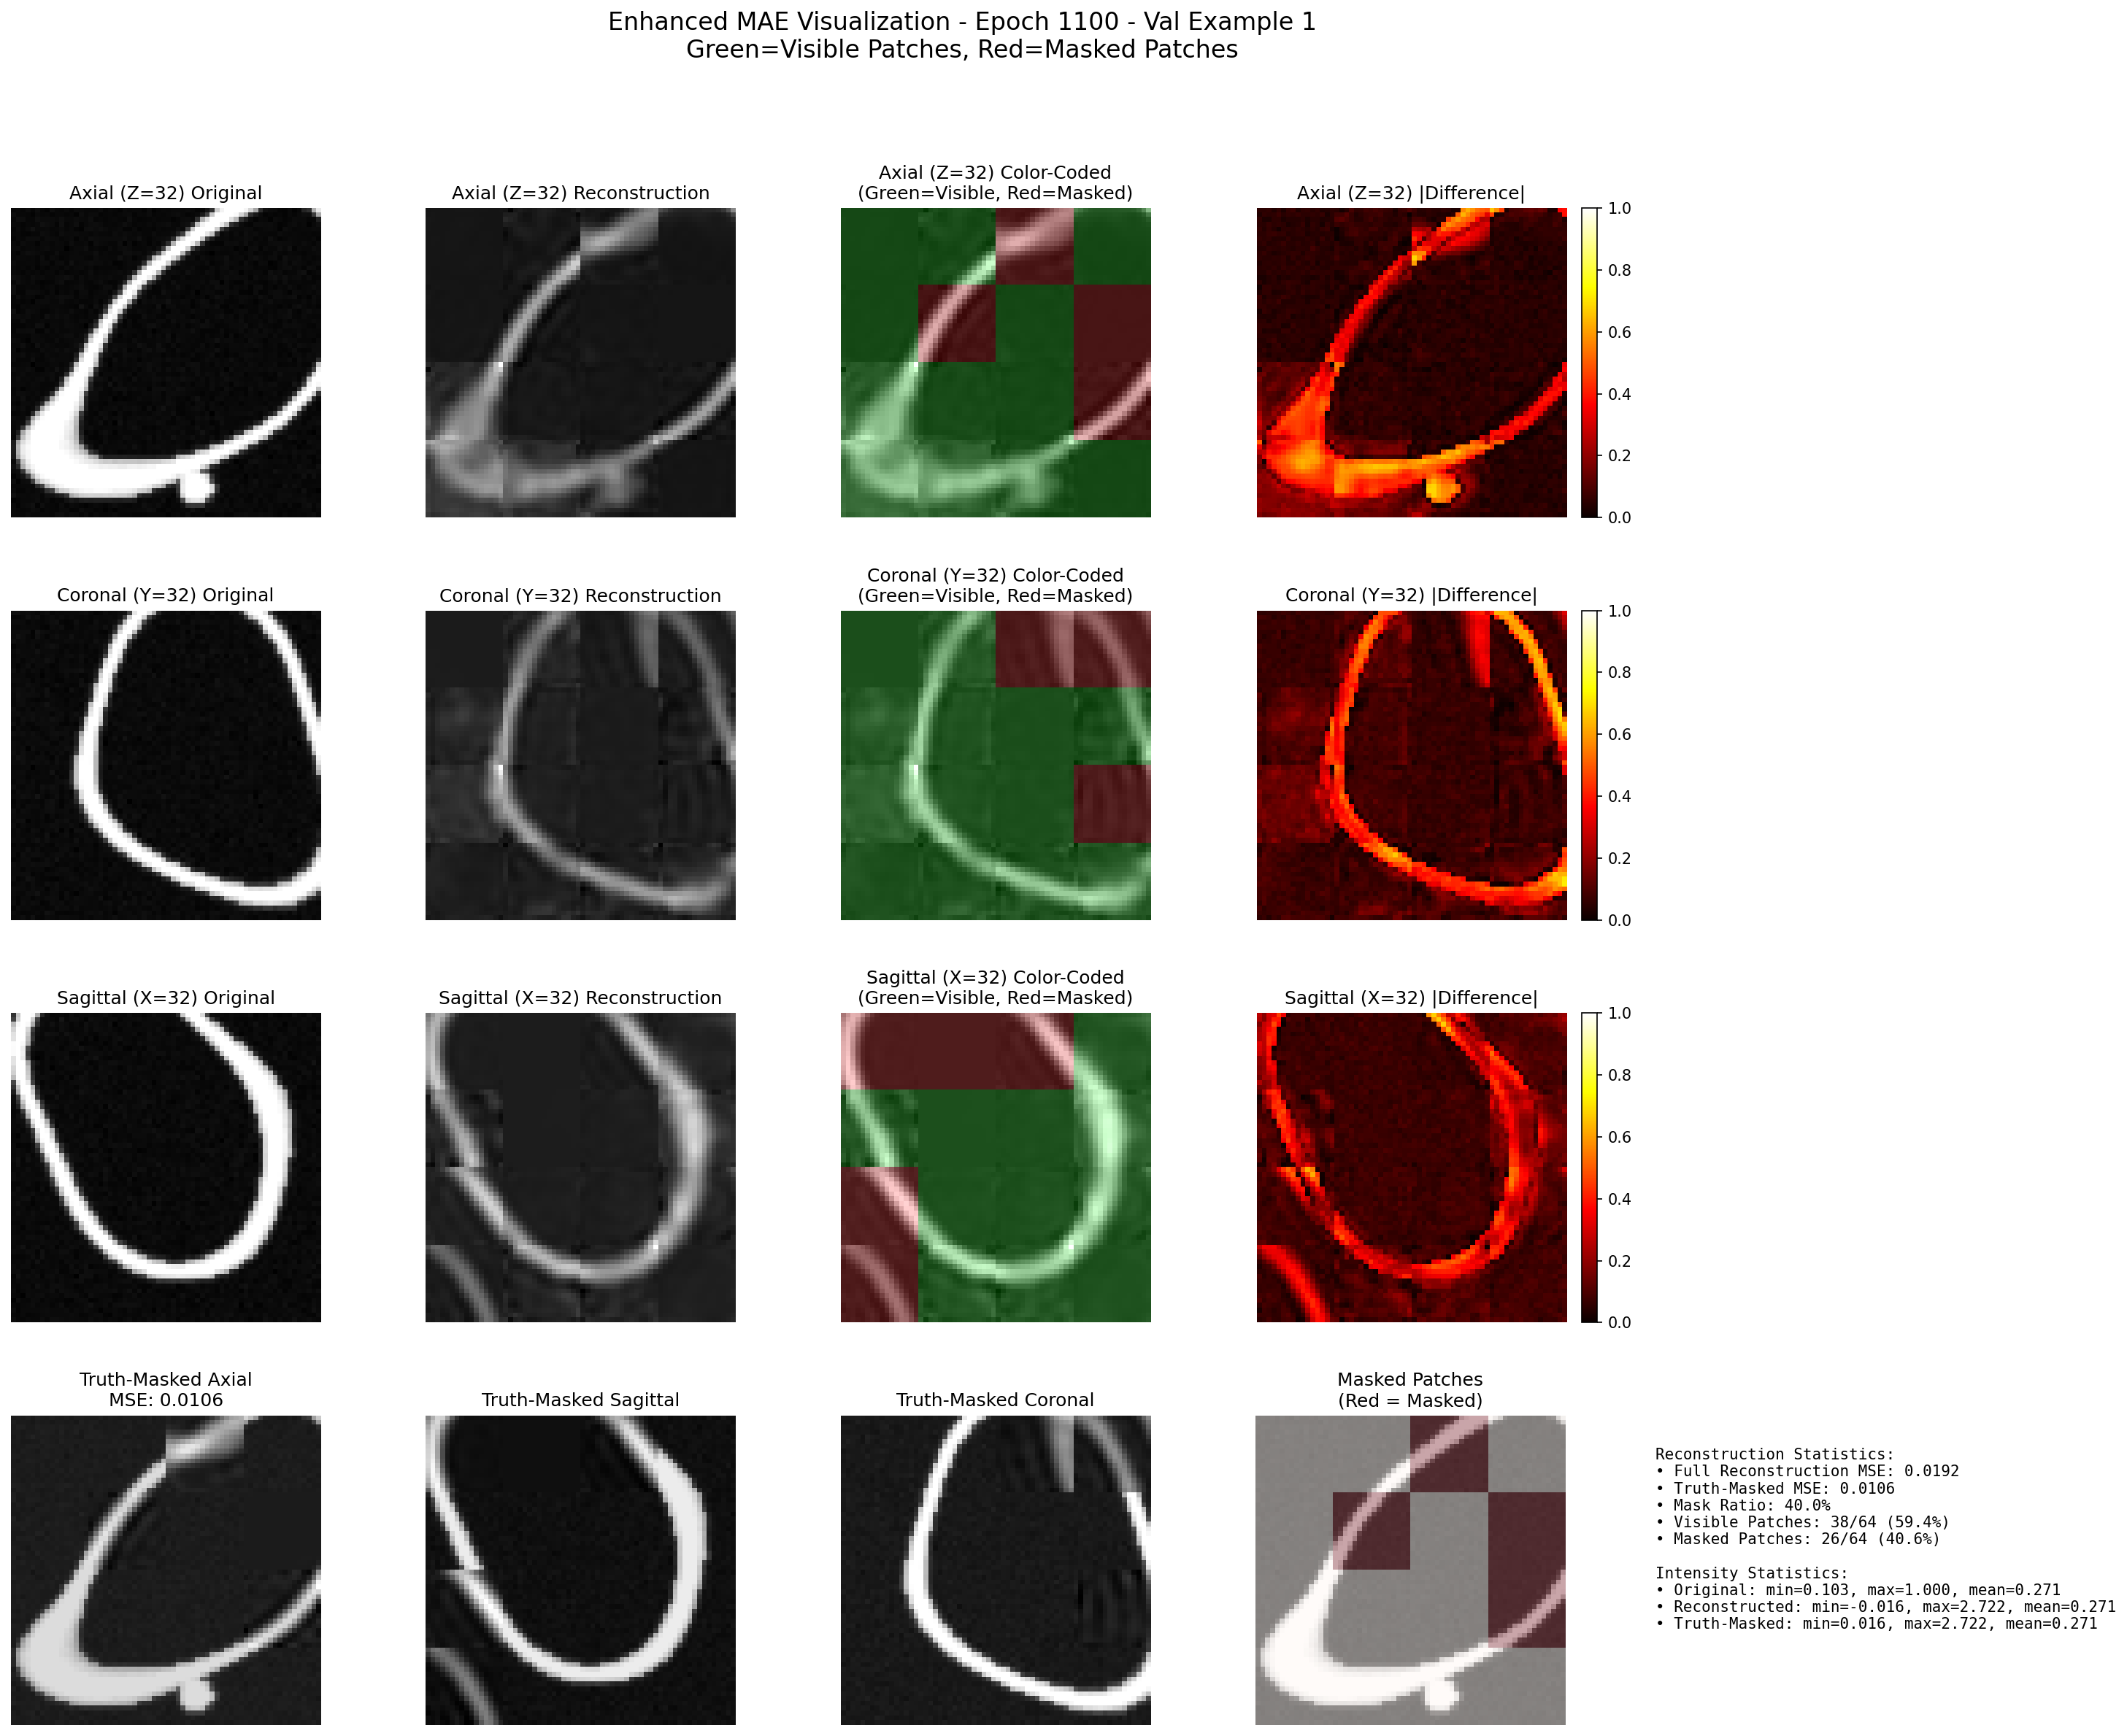 Enhanced MAE Visualization - Epoch 1100 - Val Example 1
Green=Visible Patches, Red=Masked Patches
Axial (Z=32) Original
Axial (Z=32) Reconstruction
Axial (Z=32) Color-Coded
(Green=Visible, Red=Masked)
Axial (Z=32) |Difference|
1.0
0.8
0.6
0.4
0.2
0.0
Coronal (Y=32) Original
Coronal (Y=32) Reconstruction
Coronal (Y=32) Color-Coded
(Green=Visible, Red=Masked)
Coronal (Y=32) |Difference|
1.0
0.8
0.6
0.4
0.2
0.0
Sagittal (X=32) Original
Sagittal (X=32) Reconstruction
Sagittal (X=32) Color-Coded
(Green=Visible, Red=Masked)
Sagittal (X=32) |Difference|
1.0
0.8
0.6
0.4
0.2
0.0
Truth-Masked Axial
MSE: 0.0106
Truth-Masked Sagittal
Truth-Masked Coronal
Masked Patches
(Red = Masked)
Reconstruction Statistics:
• Full Reconstruction MSE: 0.0192
• Truth-Masked MSE: 0.0106
• Mask Ratio: 40.0%
• Visible Patches: 38/64 (59.4%)
• Masked Patches: 26/64 (40.6%)
Intensity Statistics:
• Original: min=0.103, max=1.000, mean=0.271
• Reconstructed: min=-0.016, max=2.722, mean=0.271
• Truth-Masked: min=0.016, max=2.722, mean=0.271